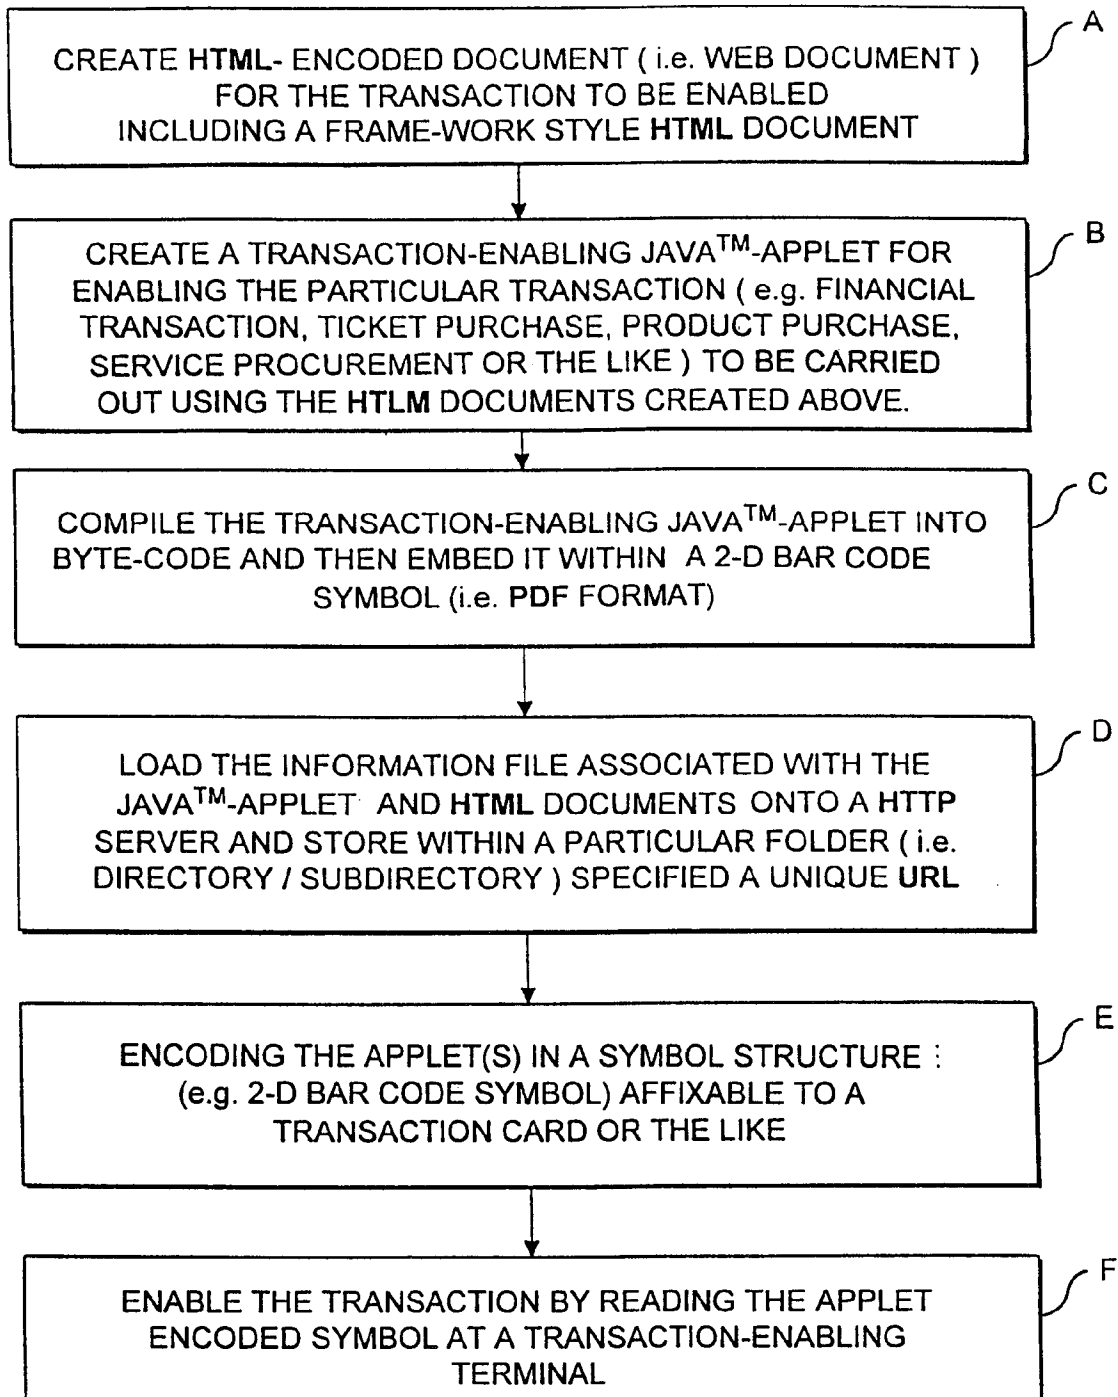 A
CREATE HTML- ENCODED DOCUMENT ( i.e. WEB DOCUMENT )
FOR THE TRANSACTION TO BE ENABLED
INCLUDING A FRAME-WORK STYLE HTML DOCUMENT
B
CREATE A TRANSACTION-ENABLING JAVA™-APPLET FOR
ENABLING THE PARTICULAR TRANSACTION ( e.g. FINANCIAL
TRANSACTION, TICKET PURCHASE, PRODUCT PURCHASE,
SERVICE PROCUREMENT OR THE LIKE ) TO BE CARRIED
OUT USING THE HTLM DOCUMENTS CREATED ABOVE.
C
COMPILE THE TRANSACTION-ENABLING JAVA™-APPLET INTO
BYTE-CODE AND THEN EMBED IT WITHIN A 2-D BAR CODE
SYMBOL (i.e. PDF FORMAT)
D
LOAD THE INFORMATION FILE ASSOCIATED WITH THE
JAVA™-APPLET AND HTML DOCUMENTS ONTO A HTTP
SERVER AND STORE WITHIN A PARTICULAR FOLDER ( i.e.
DIRECTORY / SUBDIRECTORY ) SPECIFIED A UNIQUE URL
E
ENCODING THE APPLET(S) IN A SYMBOL STRUCTURE :
(e.g. 2-D BAR CODE SYMBOL) AFFIXABLE TO A
TRANSACTION CARD OR THE LIKE
F
ENABLE THE TRANSACTION BY READING THE APPLET
ENCODED SYMBOL AT A TRANSACTION-ENABLING
TERMINAL